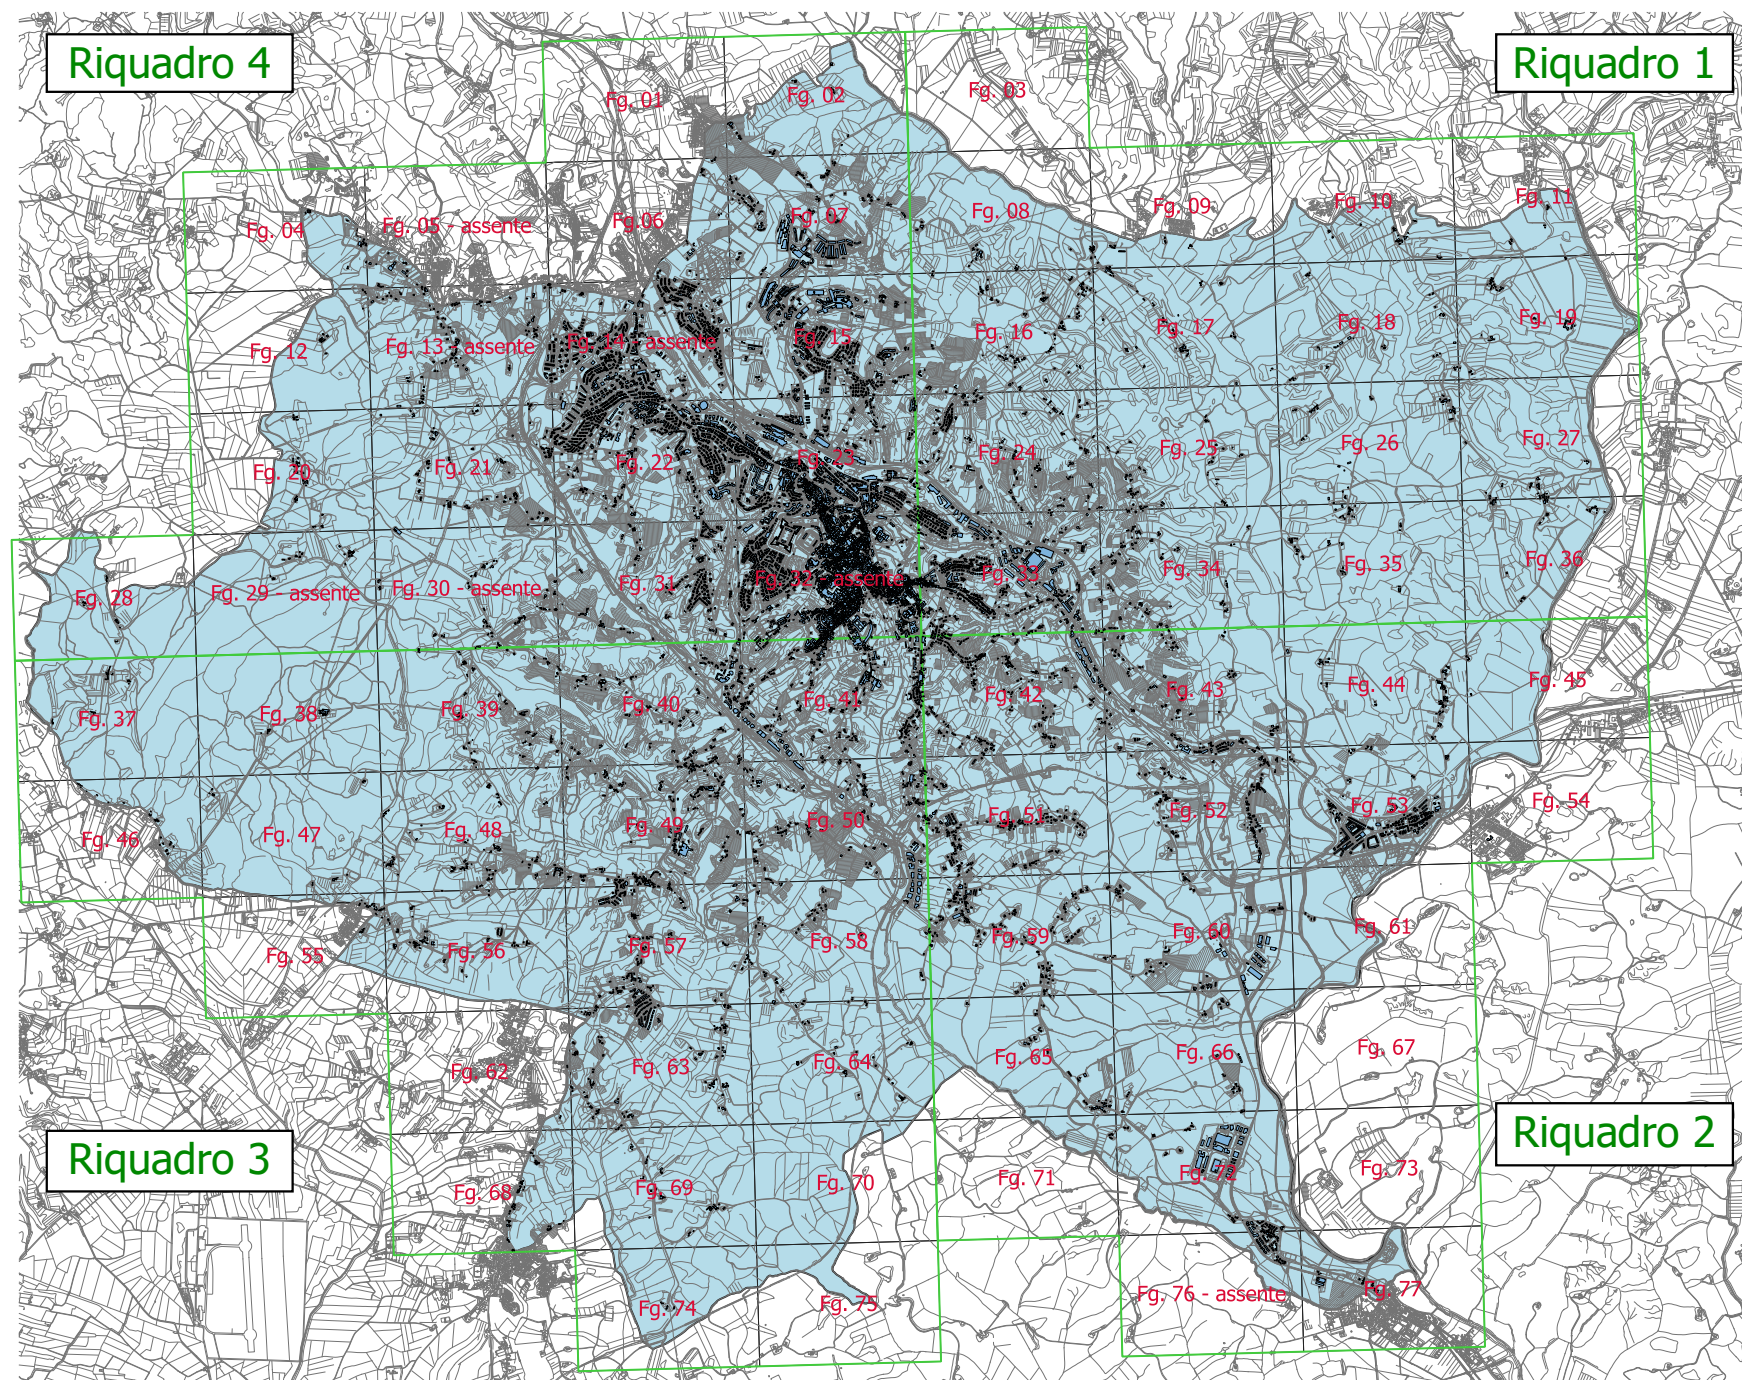 Riquadro 4
Riquadro 1
Fg. 01
Fg. 02
Fg. 03
Fg. 04
Fg. 05 - assente
Fg.06
Fg. 07
Fg. 08
Fg. 09
Fg. 10
Fg. 11
Fg. 12
Fg. 13 - assente
Fg. 14 - assente
Fg. 15
Fg. 16
Fg. 17
Fg. 18
Fg. 19
Fg. 20
Fg. 21
Fg. 22
Fg. 23
Fg. 24
Fg. 25
Fg. 26
Fg. 27
Fg. 28
Fg. 29 - assente
Fg. 30 - assente
Fg. 31
Fg. 32 - assente
Fg. 33
Fg. 34
Fg. 35
Fg. 36
Fg. 37
Fg. 38
Fg. 39
Fg. 40
Fg. 41
Fg. 42
Fg. 43
Fg. 44
Fg. 45
Fg. 46
Fg. 47
Fg. 48
Fg. 49
Fg. 50
Fg. 51
Fg. 52
Fg. 53
Fg. 54
Fg. 55
Fg. 56
Fg. 57
Fg. 58
Fg. 59
Fg. 60
Fg. 61
Fg. 62
Fg. 63
Fg. 64
Fg. 65
Fg. 66
Fg. 67
Riquadro 3
Riquadro 2
Fg. 68
Fg. 69
Fg. 70
Fg. 71
Fg. 72
Fg. 73
Fg. 74
Fg. 75
Fg. 76 - assente
Fg. 77